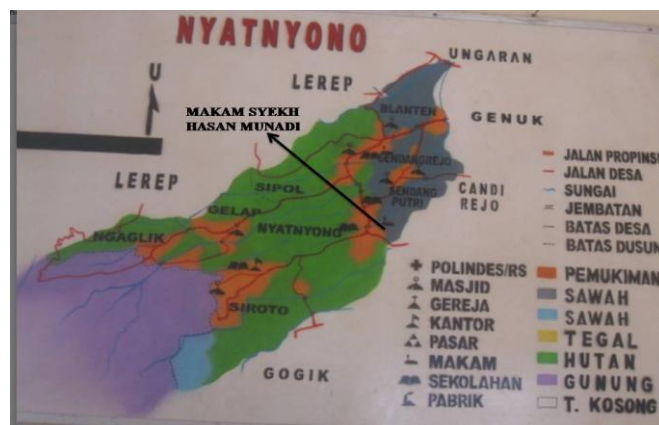 NYATNYONO
UNGARAN
U
LEREP
MAKAM SYEKH
HASAN MUNADI
BLANTEN
GENUK
SENDANGREJO
LEREP
SIPOL
SENDANG
PUTRI
CANDI
REJO
GELAP
NYATNYONO
NGAGLIK
SIROTO
GOGIK
JALAN PROPINSI
JALAN DESA
SUNGAI
JEMBATAN
BATAS DESA
BATAS DUSUN
POLINDES/RS
MASJID
GEREJA
KANTOR
PASAR
MAKAM
SEKOLAHAN
PABRIK
PEMUKIMAN
SAWAH
SAWAH
TEGAL
HUTAN
GUNUNG
T. KOSONG